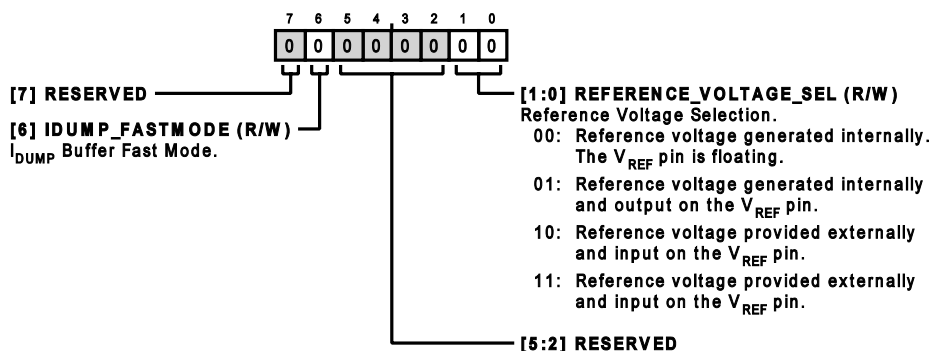 7 6 5 4 3 2 1 0
0 0 0 0 0 0 0 0
[7] RESERVED
[6] IDUMP_FASTMODE (R/W)
IDUMP Buffer Fast Mode.
[1:0] REFERENCE_VOLTAGE_SEL (R/W)
Reference Voltage Selection.
00: Reference voltage generated internally.
The VREF pin is floating.
01: Reference voltage generated internally
and output on the VREF pin.
10: Reference voltage provided externally
and input on the VREF pin.
11: Reference voltage provided externally
and input on the VREF pin.
[5:2] RESERVED